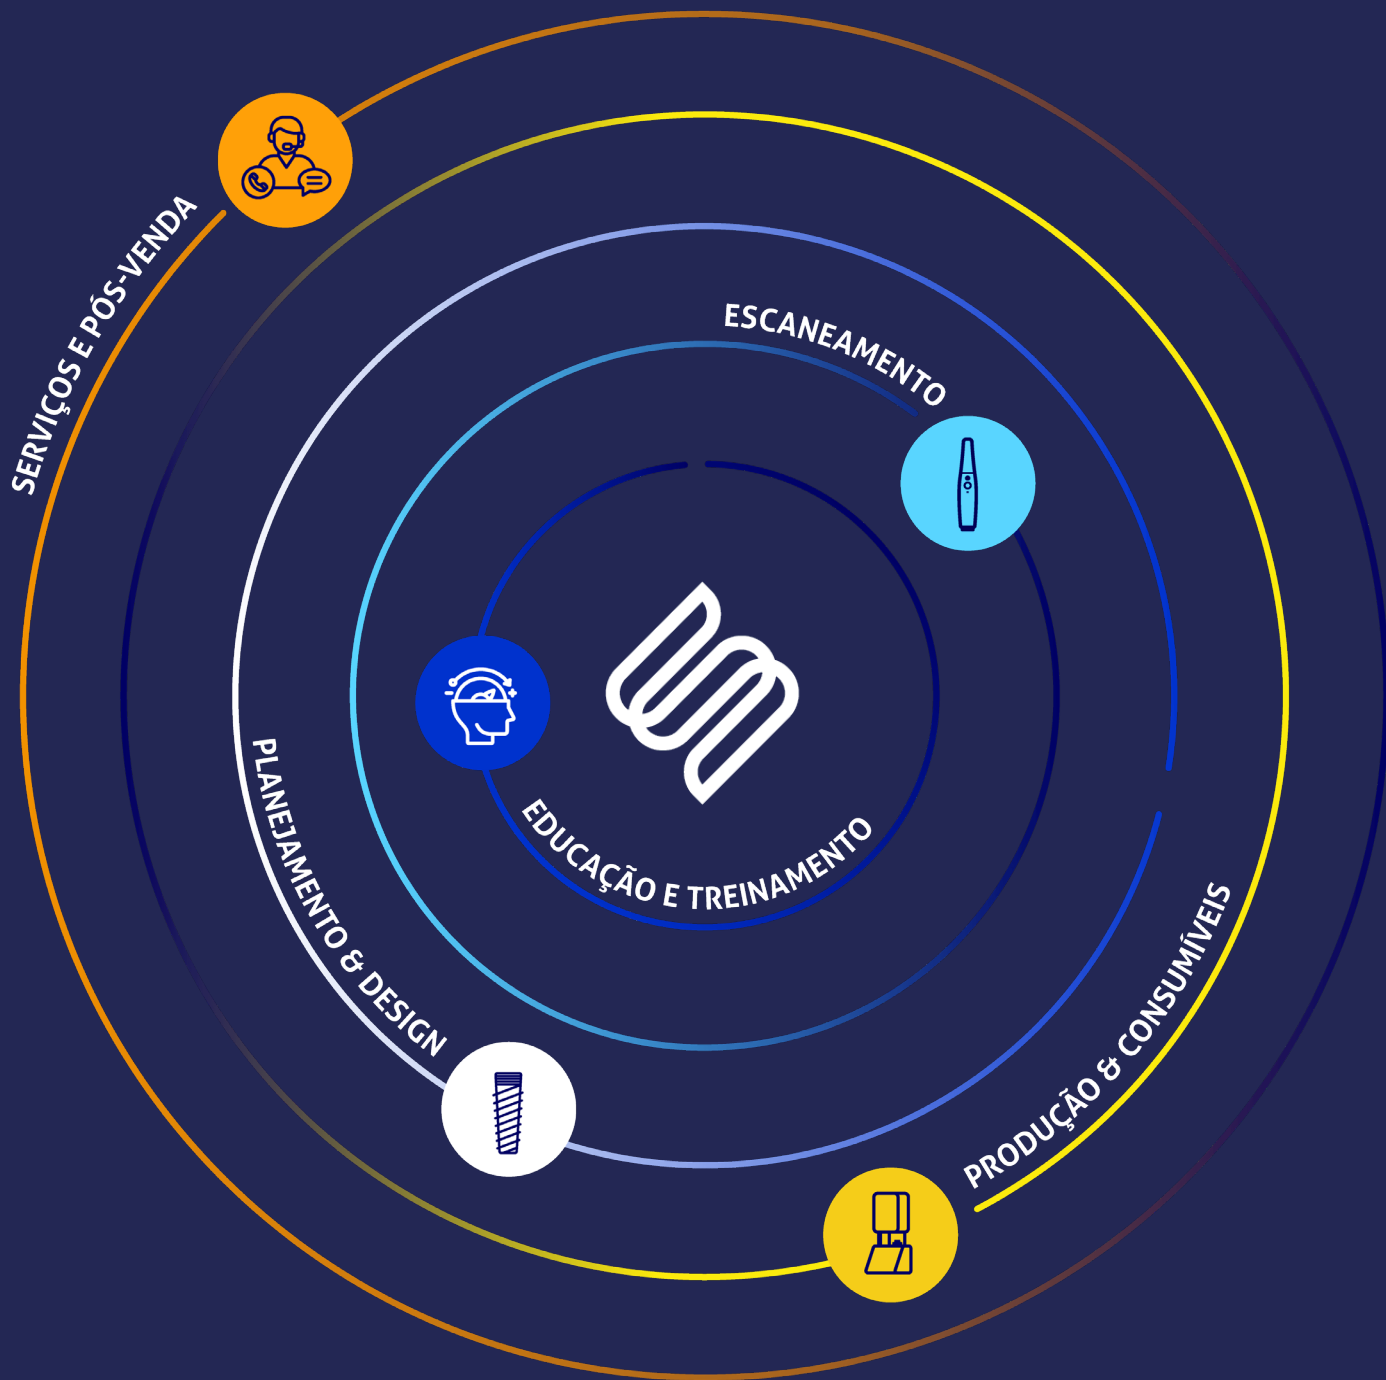 SERVIÇOS E PÓS-VENDA
ESCANEAMENTO
EDUCAÇÃO E TREINAMENTO
PLANEJAMENTO & DESIGN
PRODUÇÃO & CONSUMÍVEIS